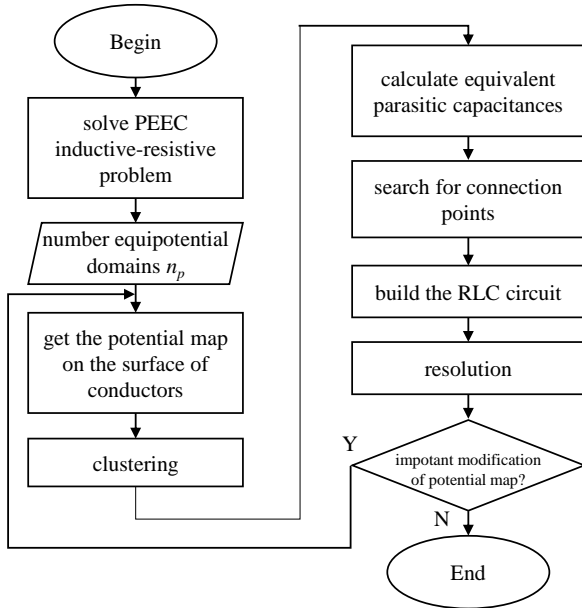 Begin
solve PEEC
inductive-resistive
problem
number equipotential
domains n_p
get the potential map
on the surface of
conductors
clustering
calculate equivalent
parasitic capacitances
search for connection
points
build the RLC circuit
resolution
impotant modification
of potential map?
Y
N
End